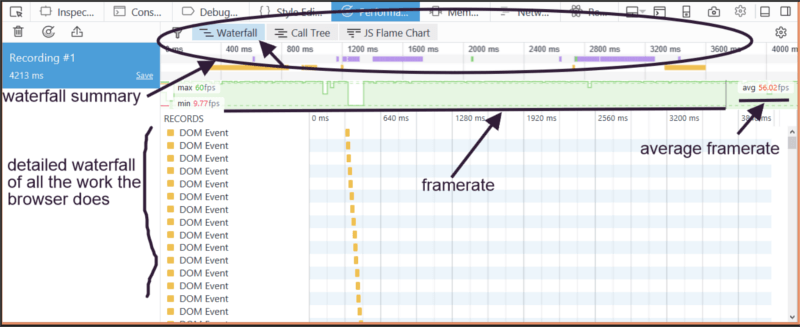 Inspec... Cons... Debug... {} Style Edi... Performa... Mem... Netw... Ro...
Waterfall Call Tree JS Flame Chart
Recording #1
0 ms 400 ms 800 ms 1200 ms 1600 ms 2000 ms 2400 ms 2800 ms 3200 ms 3600 ms 4000 ms
4213 ms Save
waterfall summary
max 60fps avg 56.02fps
min 9.77fps
RECORDS 0 ms 640 ms 1280 ms 1920 ms 2560 ms 3200 ms
DOM Event
DOM Event
average framerate
DOM Event
detailed waterfall
of all the work the
browser does
DOM Event
framerate
DOM Event
DOM Event
DOM Event
DOM Event
DOM Event
DOM Event
DOM Event
DOM Event
DOM Event
DOM Event
DOM Event